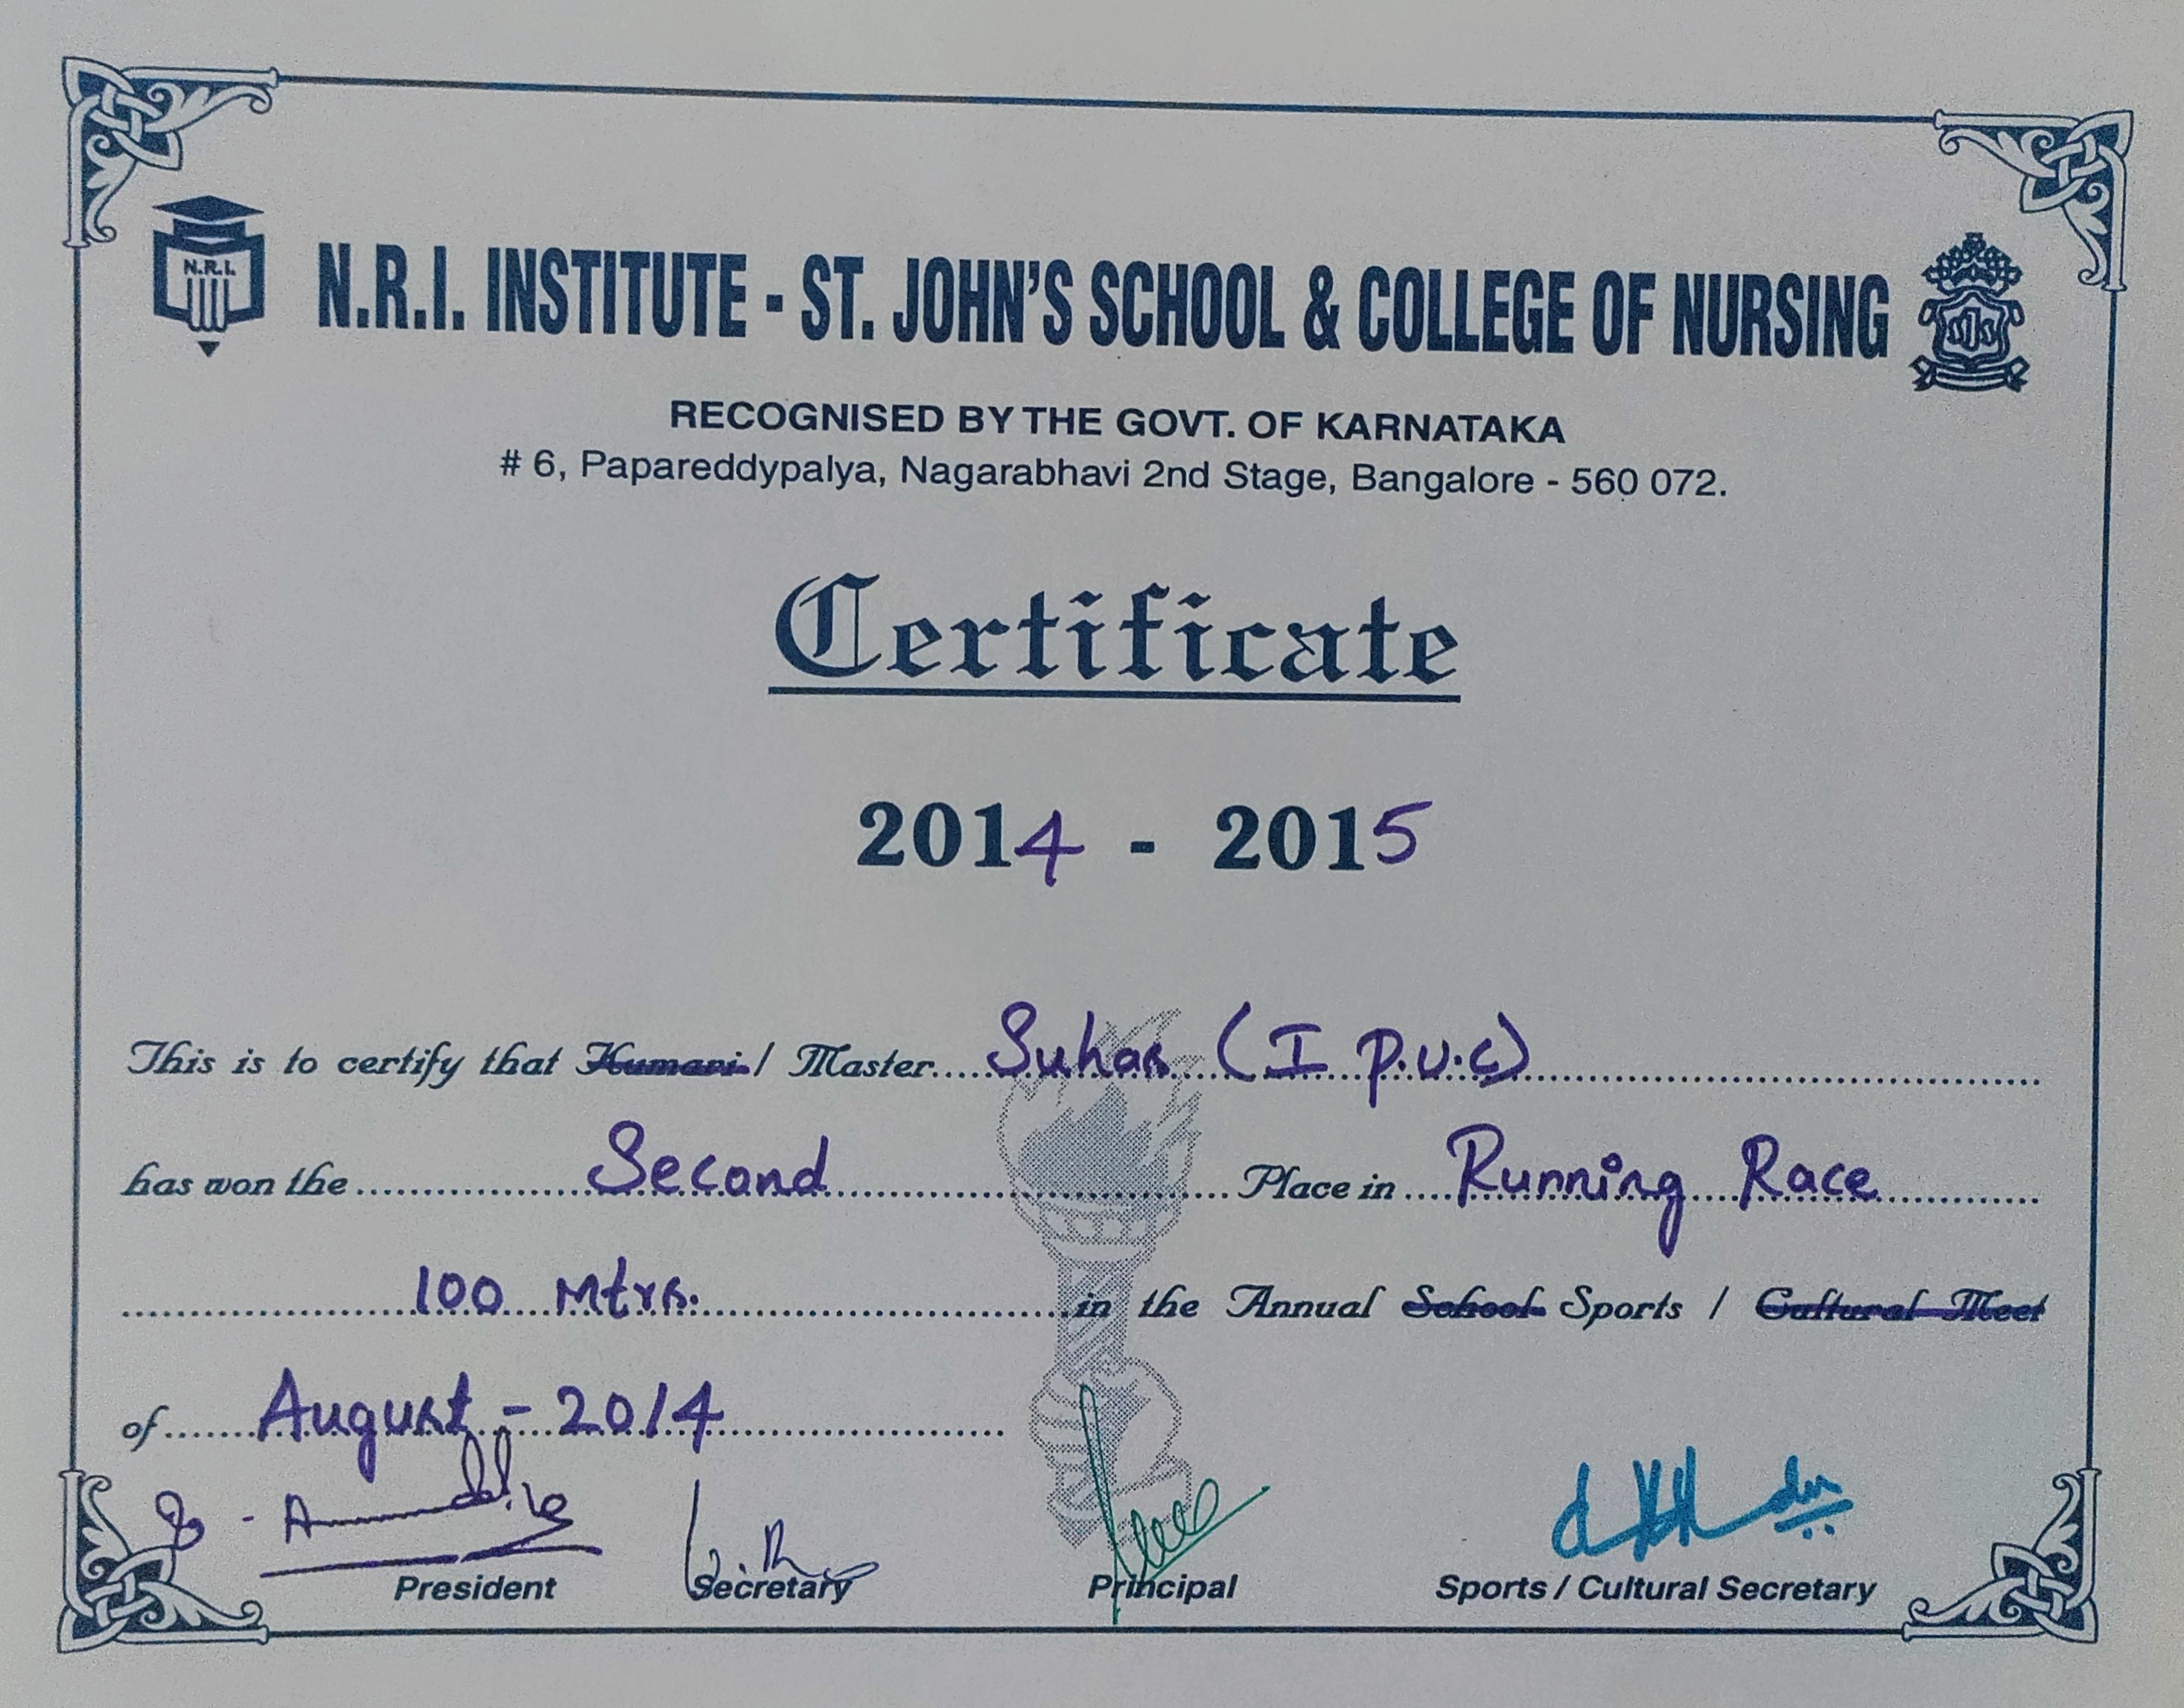 N.R.I.
N.R.I. INSTITUTE - ST. JOHN'S SCHOOL & COLLEGE OF NURSING
SJS
RECOGNISED BY THE GOVT. OF KARNATAKA
# 6, Papareddypalya, Nagarabhavi 2nd Stage, Bangalore - 560 072.
Certificate
2014 - 2015
This is to certify that Kumari / Master Suhas (I P.U.C)
has won the Second Place in Running Race
100 Mtrs. in the Annual School Sports / Cultural Meet
of August - 2014
President Secretary Principal Sports / Cultural Secretary